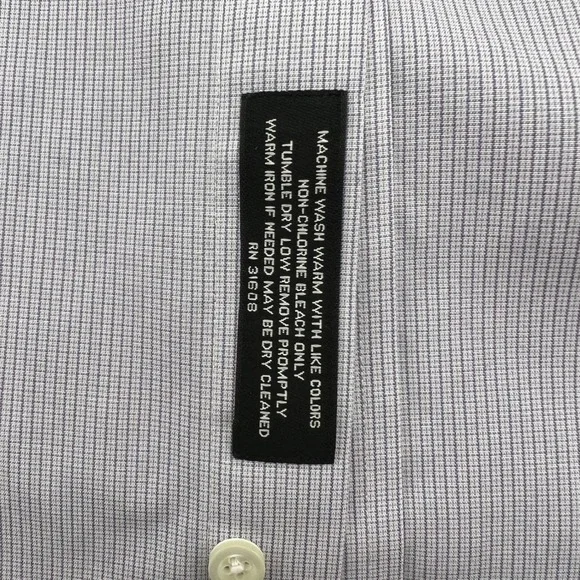 MACHINE WASH WARM WITH LIKE COLORS
NON-CHLORINE BLEACH ONLY
TUMBLE DRY LOW REMOVE PROMPTLY
WARM IRON IF NEEDED MAY BE DRY CLEANED
RN 31608